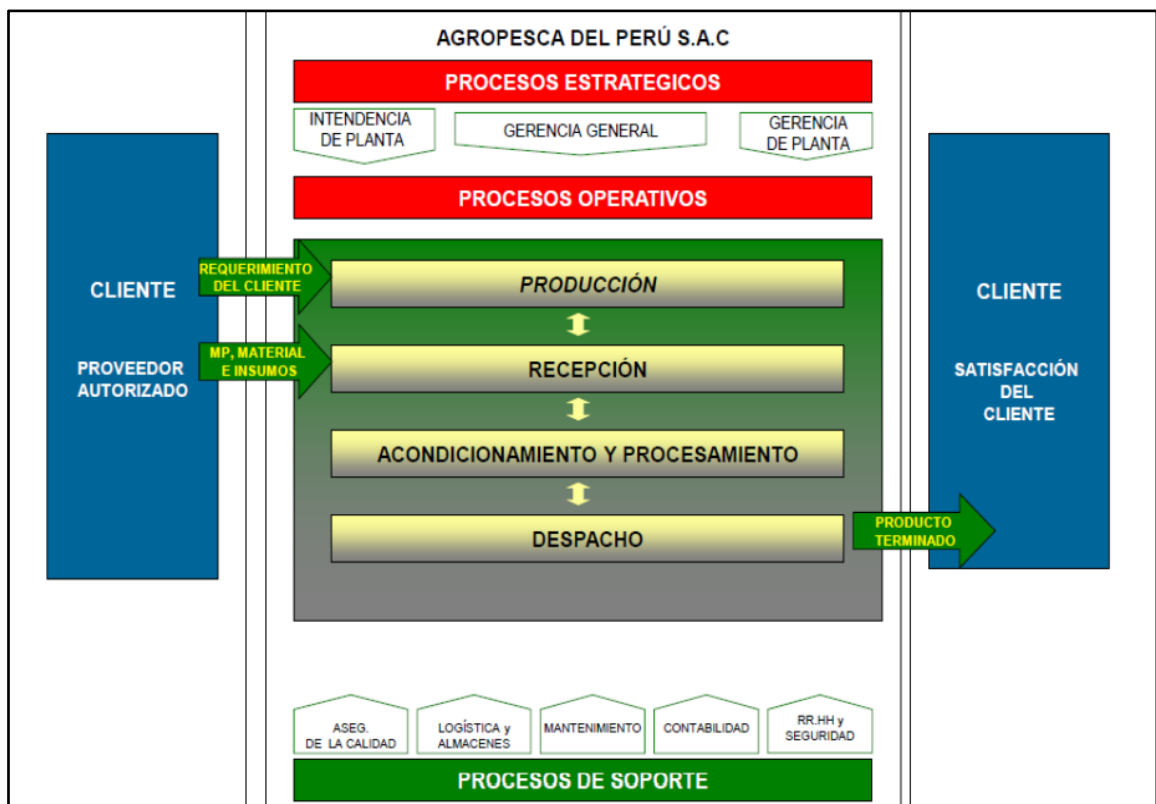 AGROPESCA DEL PERÚ S.A.C
PROCESOS ESTRATEGICOS
INTENDENCIA
DE PLANTA
GERENCIA GENERAL
GERENCIA
DE PLANTA
PROCESOS OPERATIVOS
CLIENTE
PROVEEDOR
AUTORIZADO
REQUERIMIENTO
DEL CLIENTE
MP, MATERIAL
E INSUMOS
PRODUCCIÓN
RECEPCIÓN
ACONDICIONAMIENTO Y PROCESAMIENTO
DESPACHO
PRODUCTO
TERMINADO
CLIENTE
SATISFACCIÓN
DEL
CLIENTE
ASEG.
DE LA CALIDAD
LOGÍSTICA y
ALMACENES
MANTENIMIENTO
CONTABILIDAD
RR.HH y
SEGURIDAD
PROCESOS DE SOPORTE